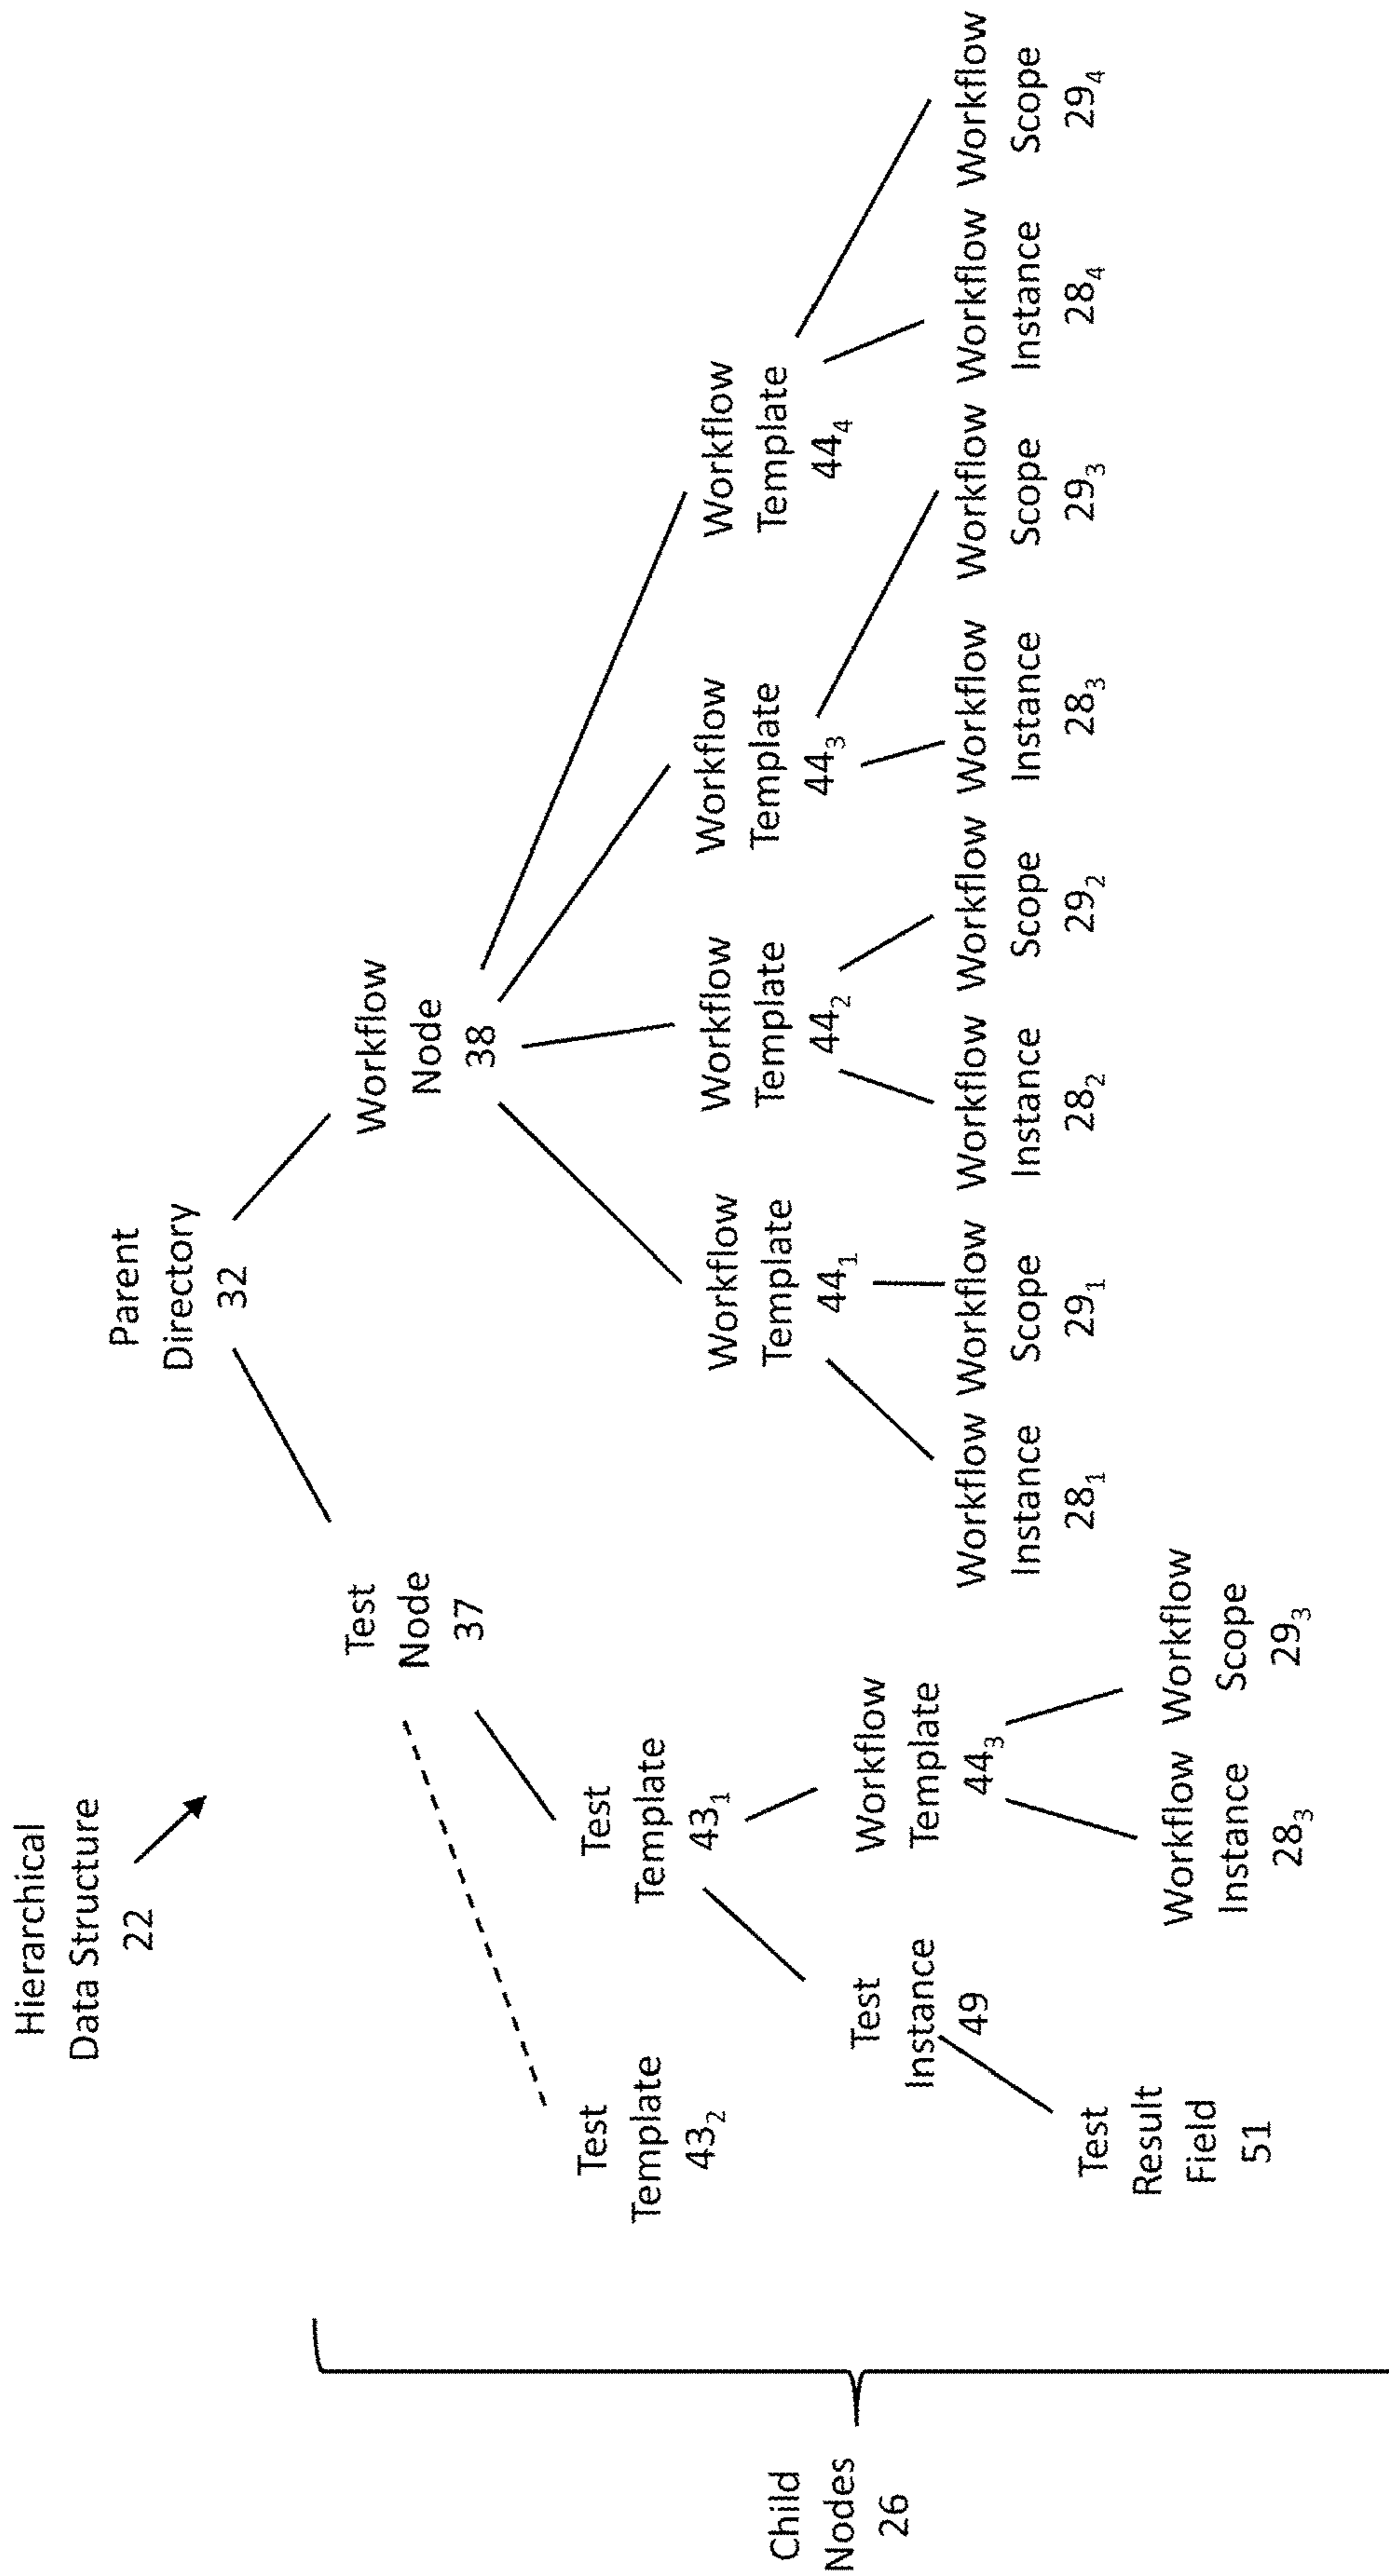 Hierarchical
Data Structure
22
Parent
Directory
32
Test
Node
37
Workflow
Node
38
Test
Template
43₂
Test
Template
43₁
Workflow
Template
44₁
Workflow
Template
44₂
Workflow
Template
44₃
Workflow
Template
44₄
Child
Nodes
26
Test
Instance
49
Workflow
Template
44₃
Workflow
Instance
28₁
Workflow
Scope
29₁
Workflow
Instance
28₂
Workflow
Scope
29₂
Workflow
Instance
28₃
Workflow
Scope
29₃
Workflow
Instance
28₄
Workflow
Scope
29₄
Test
Result
Field
51
Workflow
Instance
28₃
Workflow
Scope
29₃